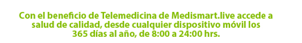 Con el beneficio de Telemedicina de Medismart.live accede a
salud de calidad, desde cualquier dispositivo móvil los
365 días al año, de 8:00 a 24:00 hrs.